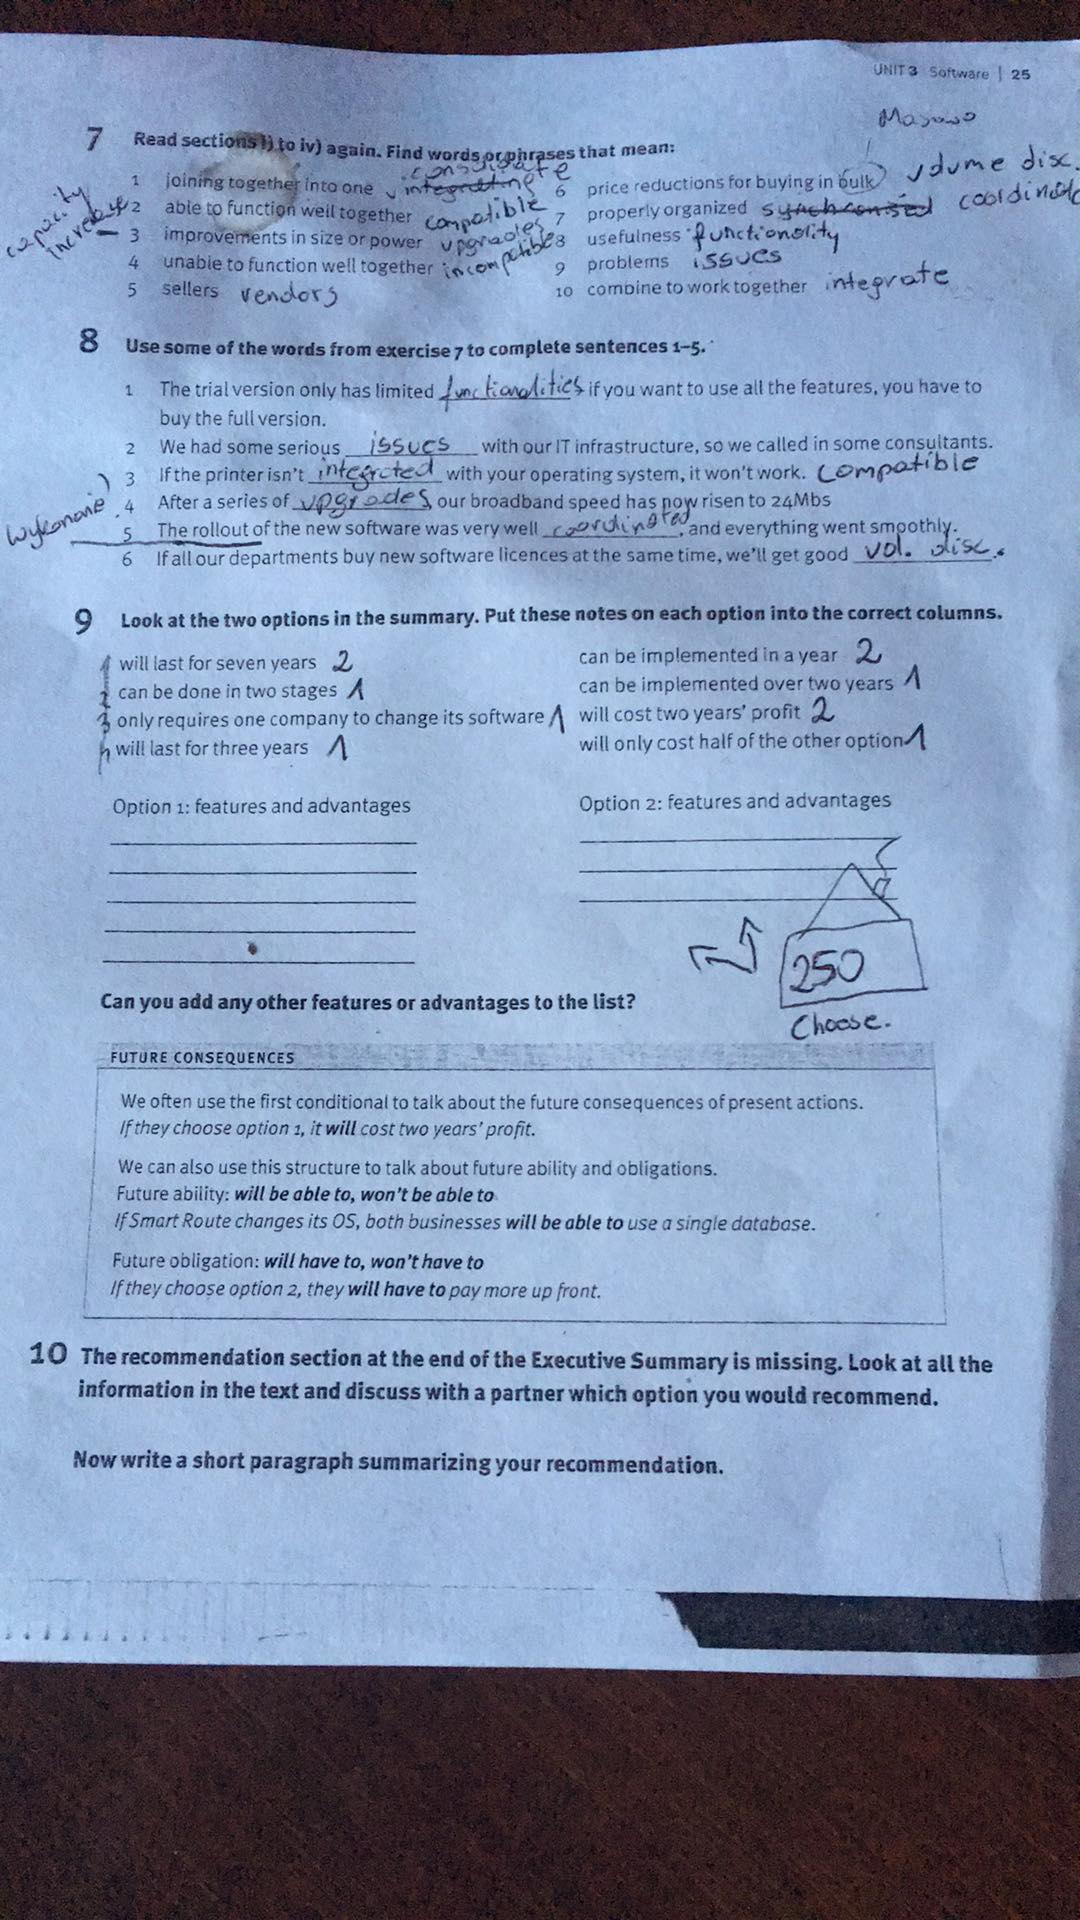 UNIT 3 Software | 25
Masowo
7 Read sections i) to iv) again. Find words or phrases that mean:
consolidate
1 joining together into one integrating
6 price reductions for buying in bulk volume disc.
capacity increase
2 able to function well together compatible
7 properly organized synchronised coordinated
3 improvements in size or power upgrades
8 usefulness functionality
4 unable to function well together incompatible
9 problems issues
5 sellers vendors
10 combine to work together integrate
8 Use some of the words from exercise 7 to complete sentences 1–5.
1 The trial version only has limited functionalities if you want to use all the features, you have to
buy the full version.
2 We had some serious issues with our IT infrastructure, so we called in some consultants.
3 If the printer isn't integrated with your operating system, it won't work. compatible
4 After a series of upgrades, our broadband speed has now risen to 24Mbs
wykonanie
5 The rollout of the new software was very well coordinated, and everything went smoothly.
6 If all our departments buy new software licences at the same time, we'll get good vol. disc.
9 Look at the two options in the summary. Put these notes on each option into the correct columns.
1 will last for seven years 2
can be implemented in a year 2
2 can be done in two stages 1
can be implemented over two years 1
3 only requires one company to change its software 1
will cost two years' profit 2
4 will last for three years 1
will only cost half of the other option 1
Option 1: features and advantages
Option 2: features and advantages
250
Choose.
Can you add any other features or advantages to the list?
FUTURE CONSEQUENCES
We often use the first conditional to talk about the future consequences of present actions.
If they choose option 1, it will cost two years' profit.
We can also use this structure to talk about future ability and obligations.
Future ability: will be able to, won't be able to
If Smart Route changes its OS, both businesses will be able to use a single database.
Future obligation: will have to, won't have to
If they choose option 2, they will have to pay more up front.
10 The recommendation section at the end of the Executive Summary is missing. Look at all the
information in the text and discuss with a partner which option you would recommend.
Now write a short paragraph summarizing your recommendation.